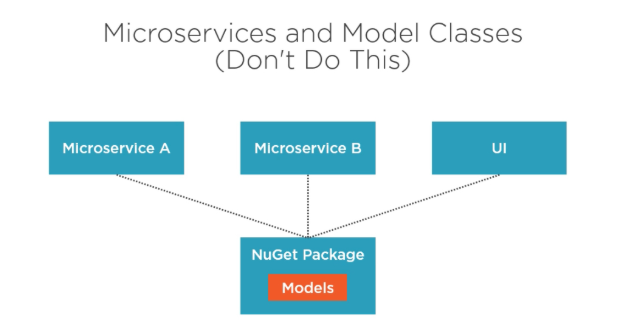 Microservices and Model Classes
(Don't Do This)
Microservice A
Microservice B
UI
NuGet Package
Models